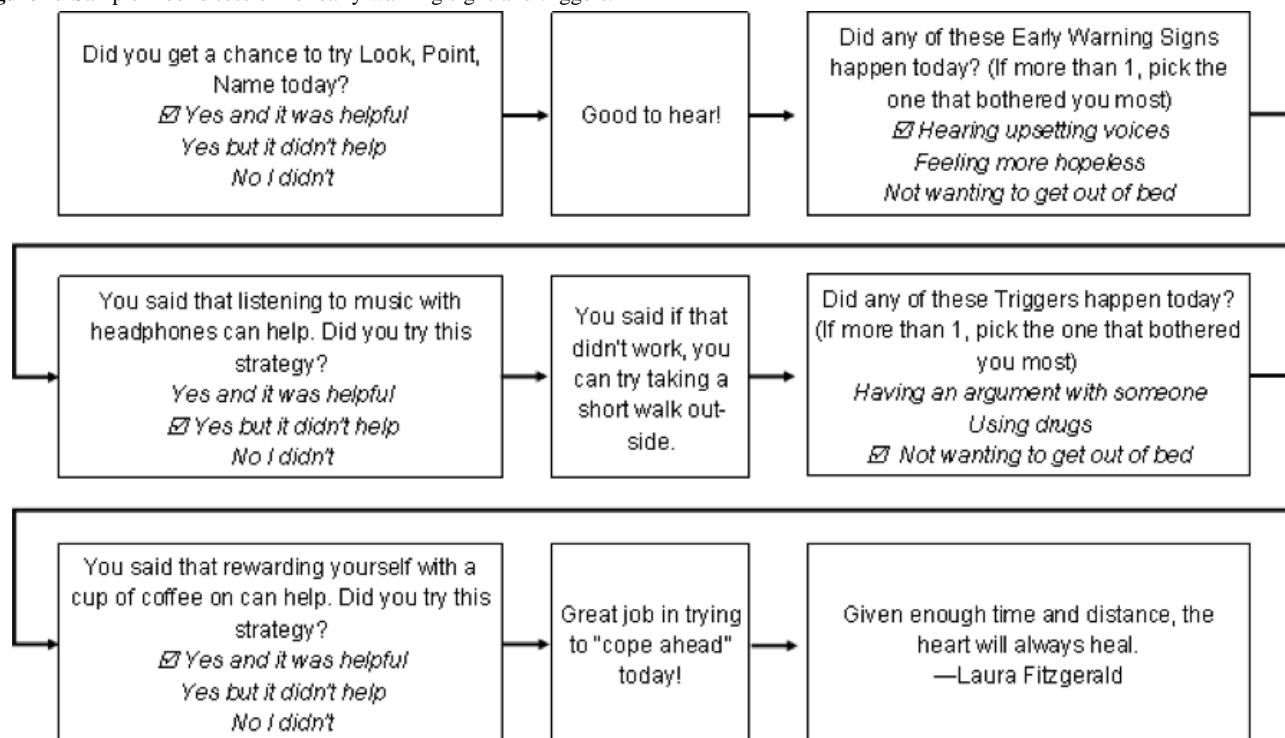 Did you get a chance to try Look, Point,
Name today?
☑ Yes and it was helpful
Yes but it didn't help
No I didn't
Good to hear!
Did any of these Early Warning Signs
happen today? (If more than 1, pick the
one that bothered you most)
☑ Hearing upsetting voices
Feeling more hopeless
Not wanting to get out of bed
You said that listening to music with
headphones can help. Did you try this
strategy?
Yes and it was helpful
☑ Yes but it didn't help
No I didn't
You said if that
didn't work, you
can try taking a
short walk out-
side.
Did any of these Triggers happen today?
(If more than 1, pick the one that bothered
you most)
Having an argument with someone
Using drugs
☑ Not wanting to get out of bed
You said that rewarding yourself with a
cup of coffee on can help. Did you try this
strategy?
☑ Yes and it was helpful
Yes but it didn't help
No I didn't
Great job in trying
to "cope ahead"
today!
Given enough time and distance, the
heart will always heal.
—Laura Fitzgerald